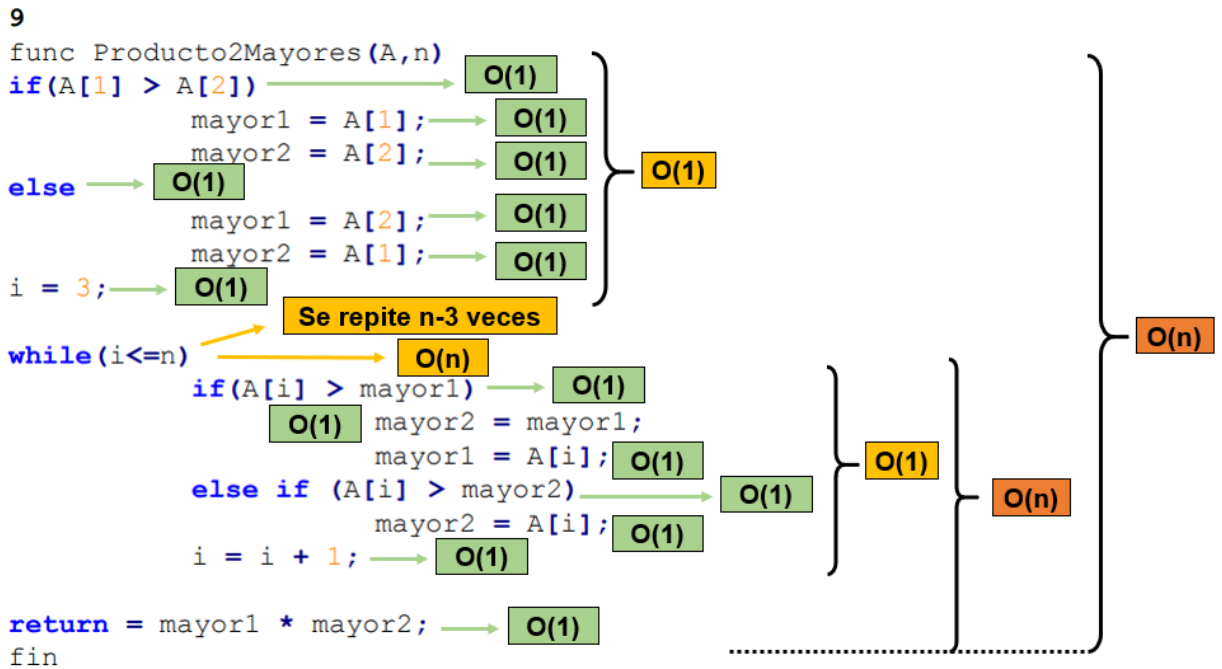 9
func Producto2Mayores(A,n)
if(A[1] > A[2]) O(1)
mayor1 = A[1]; O(1)
mayor2 = A[2]; O(1)
O(1)
else O(1)
mayor1 = A[2]; O(1)
mayor2 = A[1]; O(1)
i = 3; O(1)
Se repite n-3 veces
while(i<=n) O(n)
O(n)
if(A[i] > mayor1) O(1)
O(1) mayor2 = mayor1;
mayor1 = A[i]; O(1)
O(1)
else if (A[i] > mayor2) O(1)
O(n)
mayor2 = A[i]; O(1)
i = i + 1; O(1)
return = mayor1 * mayor2; O(1)
fin